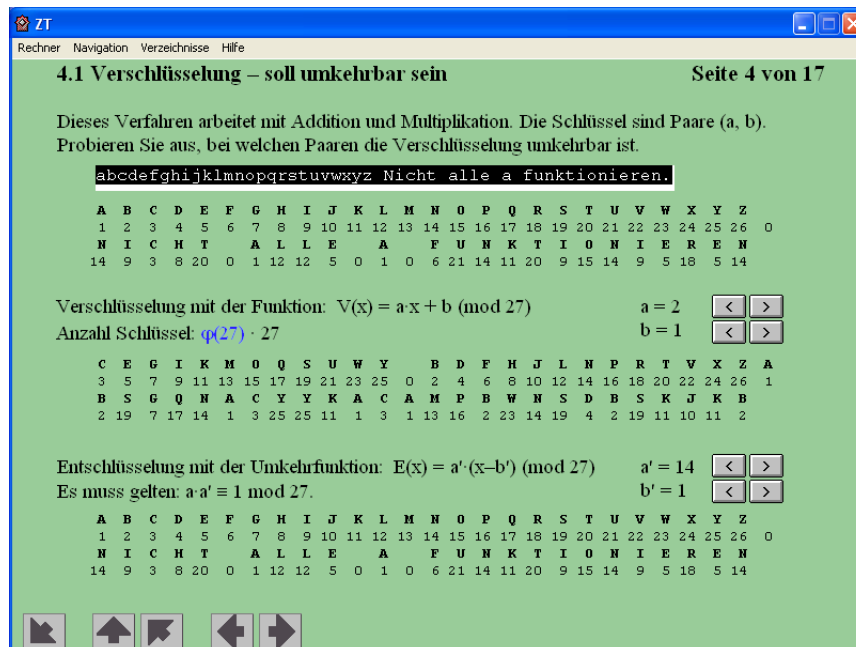 ZT
Rechner Navigation Verzeichnisse Hilfe
4.1 Verschlüsselung – soll umkehrbar sein Seite 4 von 17
Dieses Verfahren arbeitet mit Addition und Multiplikation. Die Schlüssel sind Paare (a, b).
Probieren Sie aus, bei welchen Paaren die Verschlüsselung umkehrbar ist.
abcdefghijklmnopqrstuvwxyz Nicht alle a funktionieren.
A B C D E F G H I J K L M N O P Q R S T U V W X Y Z
1 2 3 4 5 6 7 8 9 10 11 12 13 14 15 16 17 18 19 20 21 22 23 24 25 26 0
N I C H T A L L E A F U N K T I O N I E R E N
14 9 3 8 20 0 1 12 12 5 0 1 0 6 21 14 11 20 9 15 14 9 5 18 5 14
Verschlüsselung mit der Funktion: V(x) = a·x + b (mod 27) a = 2 < >
Anzahl Schlüssel: φ(27) · 27 b = 1 < >
C E G I K M O Q S U W Y B D F H J L N P R T V X Z A
3 5 7 9 11 13 15 17 19 21 23 25 0 2 4 6 8 10 12 14 16 18 20 22 24 26 1
B S G Q N A C Y Y K A C A M P B W N S D B S K J K B
2 19 7 17 14 1 3 25 25 11 1 3 1 13 16 2 23 14 19 4 2 19 11 10 11 2
Entschlüsselung mit der Umkehrfunktion: E(x) = a'·(x–b') (mod 27) a' = 14 < >
Es muss gelten: a·a' ≡ 1 mod 27. b' = 1 < >
A B C D E F G H I J K L M N O P Q R S T U V W X Y Z
1 2 3 4 5 6 7 8 9 10 11 12 13 14 15 16 17 18 19 20 21 22 23 24 25 26 0
N I C H T A L L E A F U N K T I O N I E R E N
14 9 3 8 20 0 1 12 12 5 0 1 0 6 21 14 11 20 9 15 14 9 5 18 5 14